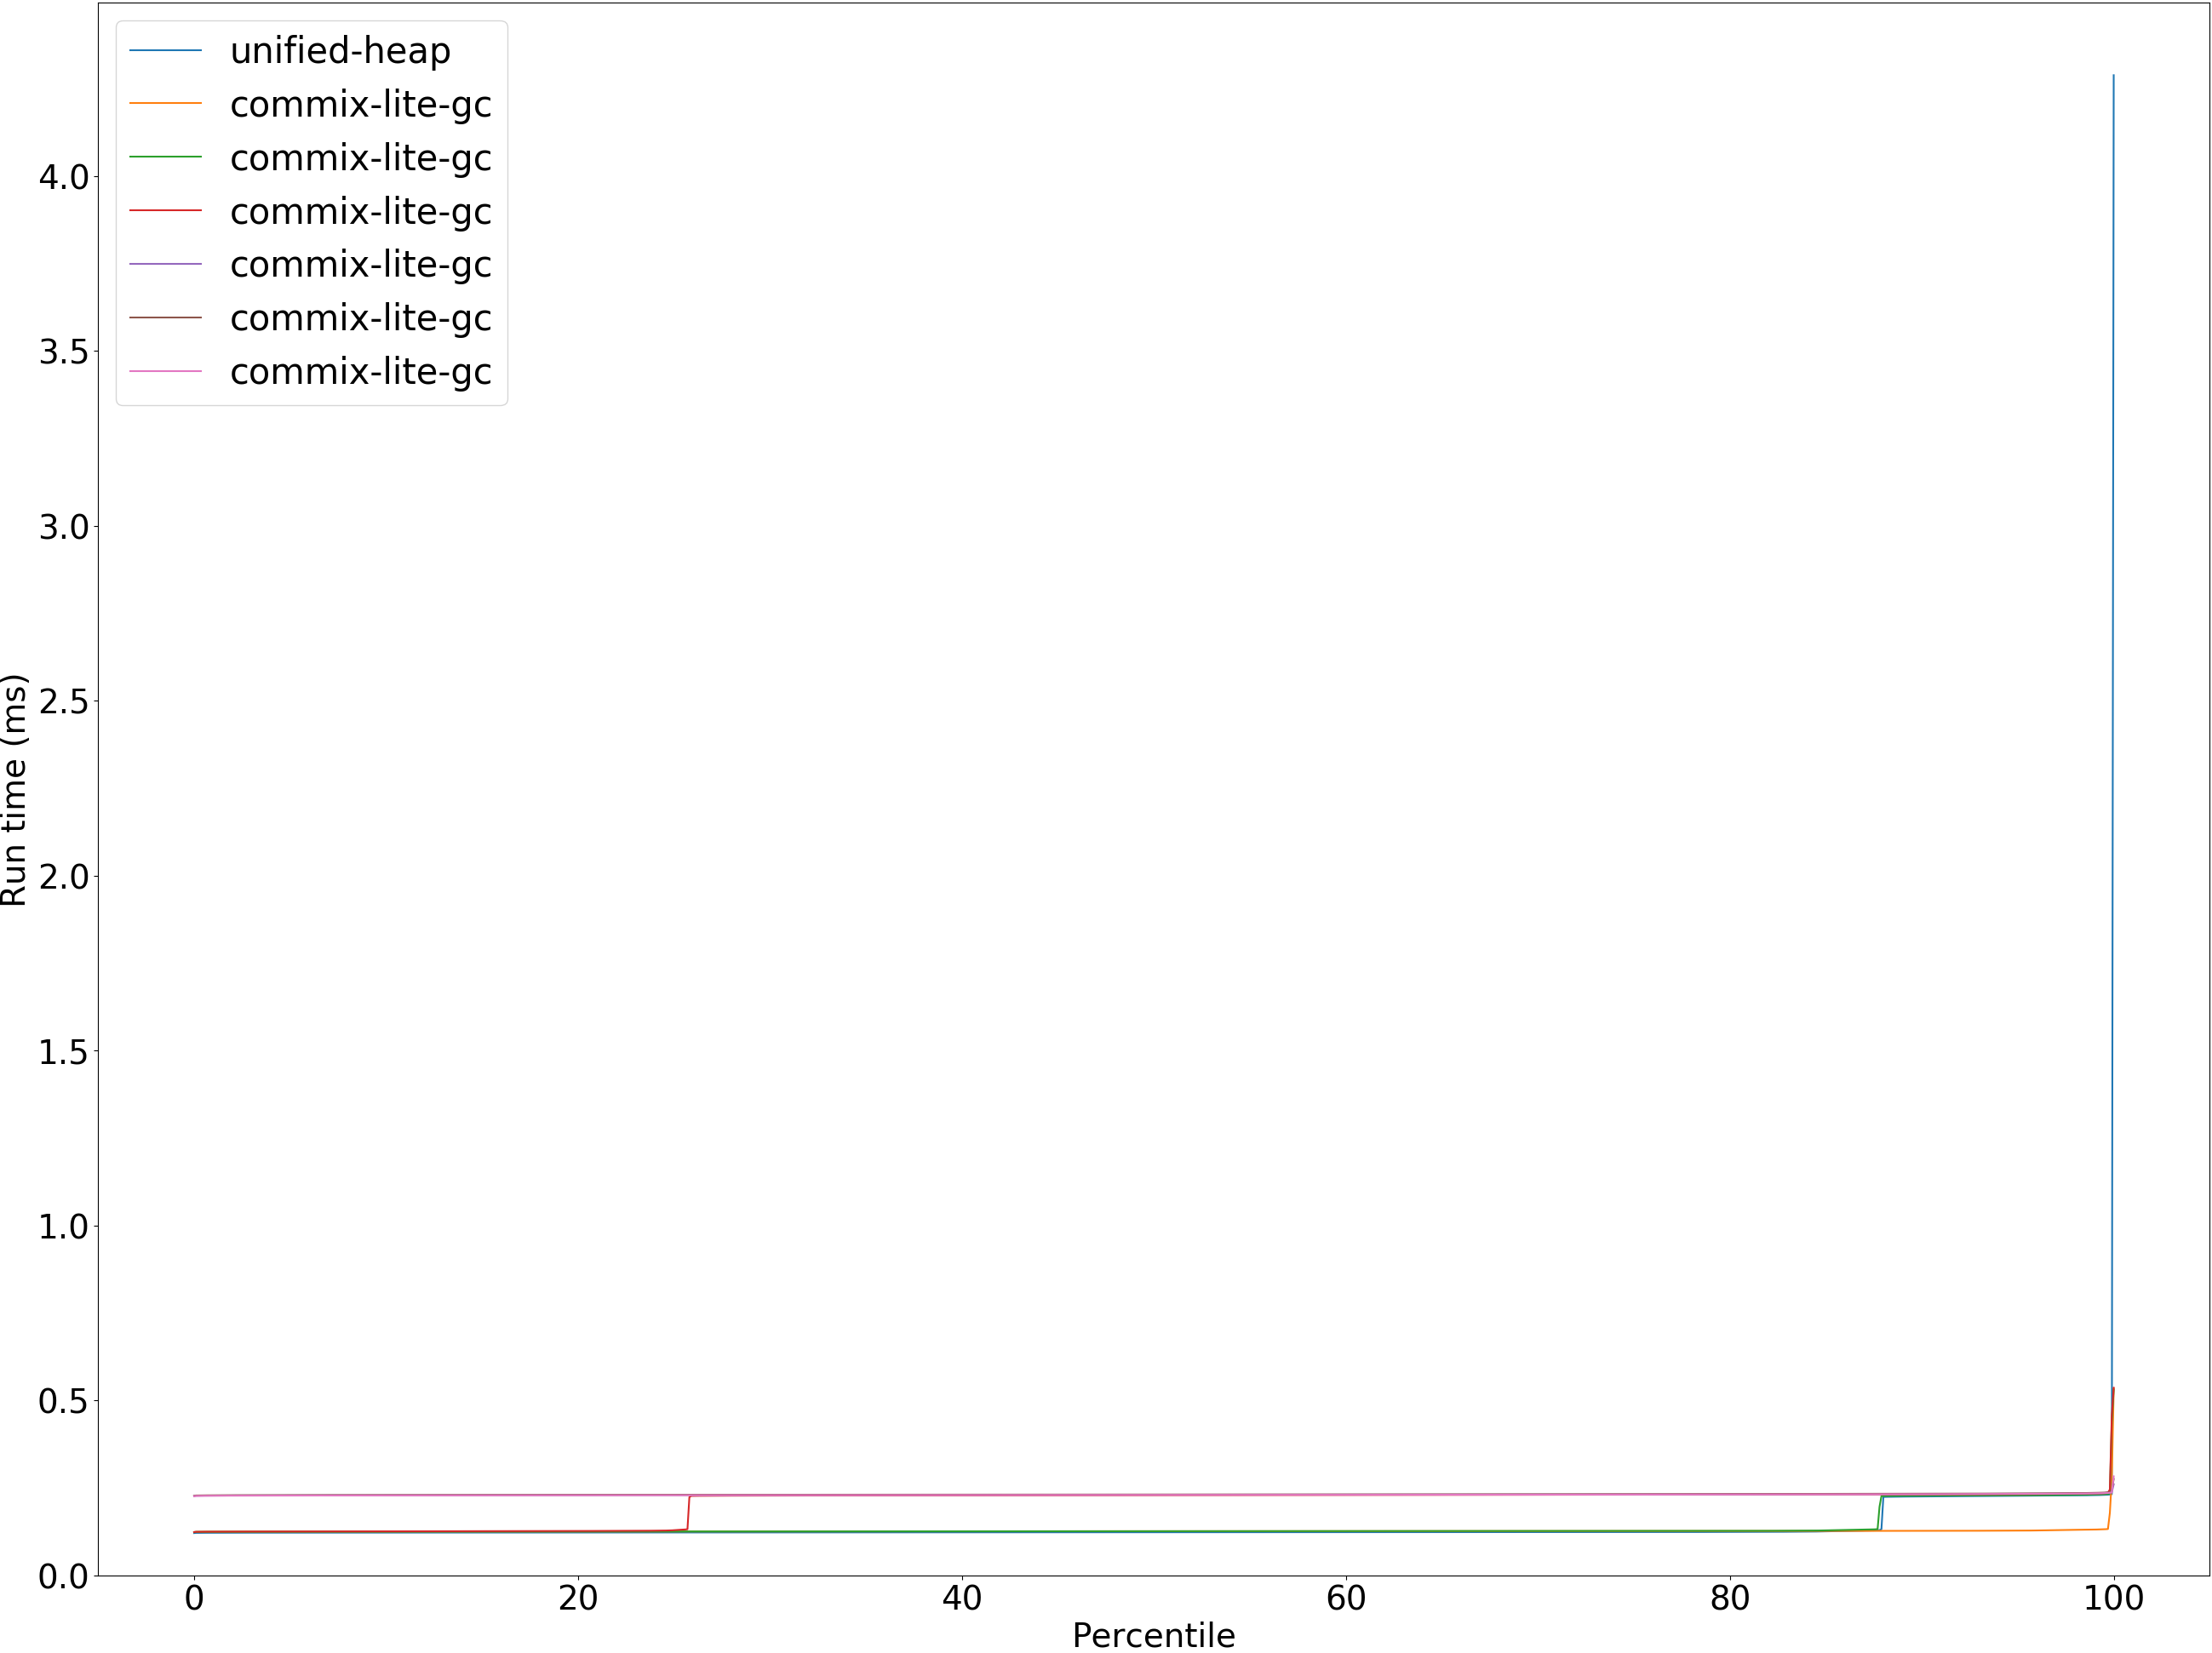 unified-heap
commix-lite-gc
commix-lite-gc
commix-lite-gc
commix-lite-gc
commix-lite-gc
commix-lite-gc
4.0
3.5
3.0
2.5
2.0
1.5
1.0
0.5
0.0
Run time (ms)
0 20 40 60 80 100
Percentile